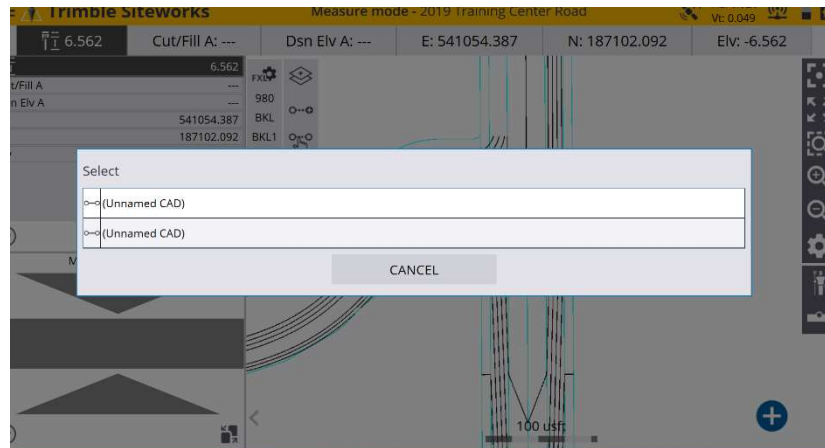 Trimble Siteworks
Measure mode - 2019 Training Center Road
Vt: 0.049
6.562
Cut/Fill A: ---
Dsn Elv A: ---
E: 541054.387
N: 187102.092
Elv: -6.562
6.562
t/Fill A ---
n Elv A ---
541054.387
187102.092
FXL
980
BKL
BKL1
Select
(Unnamed CAD)
(Unnamed CAD)
CANCEL
M
100 usft